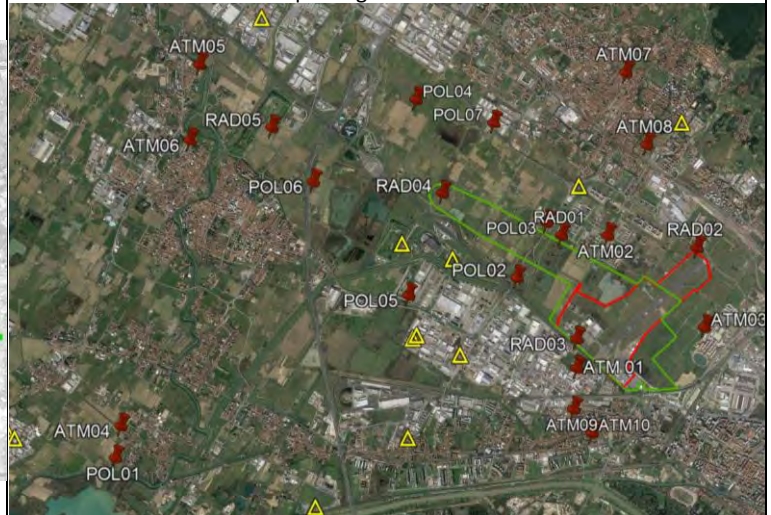 ATM05
ATM07
POL04
RAD05
POL07
ATM06
ATM08
POL06
RAD04
RAD01
POL03
RAD02
ATM02
POL02
POL05
ATM03
RAD03
ATM 01
ATM04
ATM09
ATM10
POL01